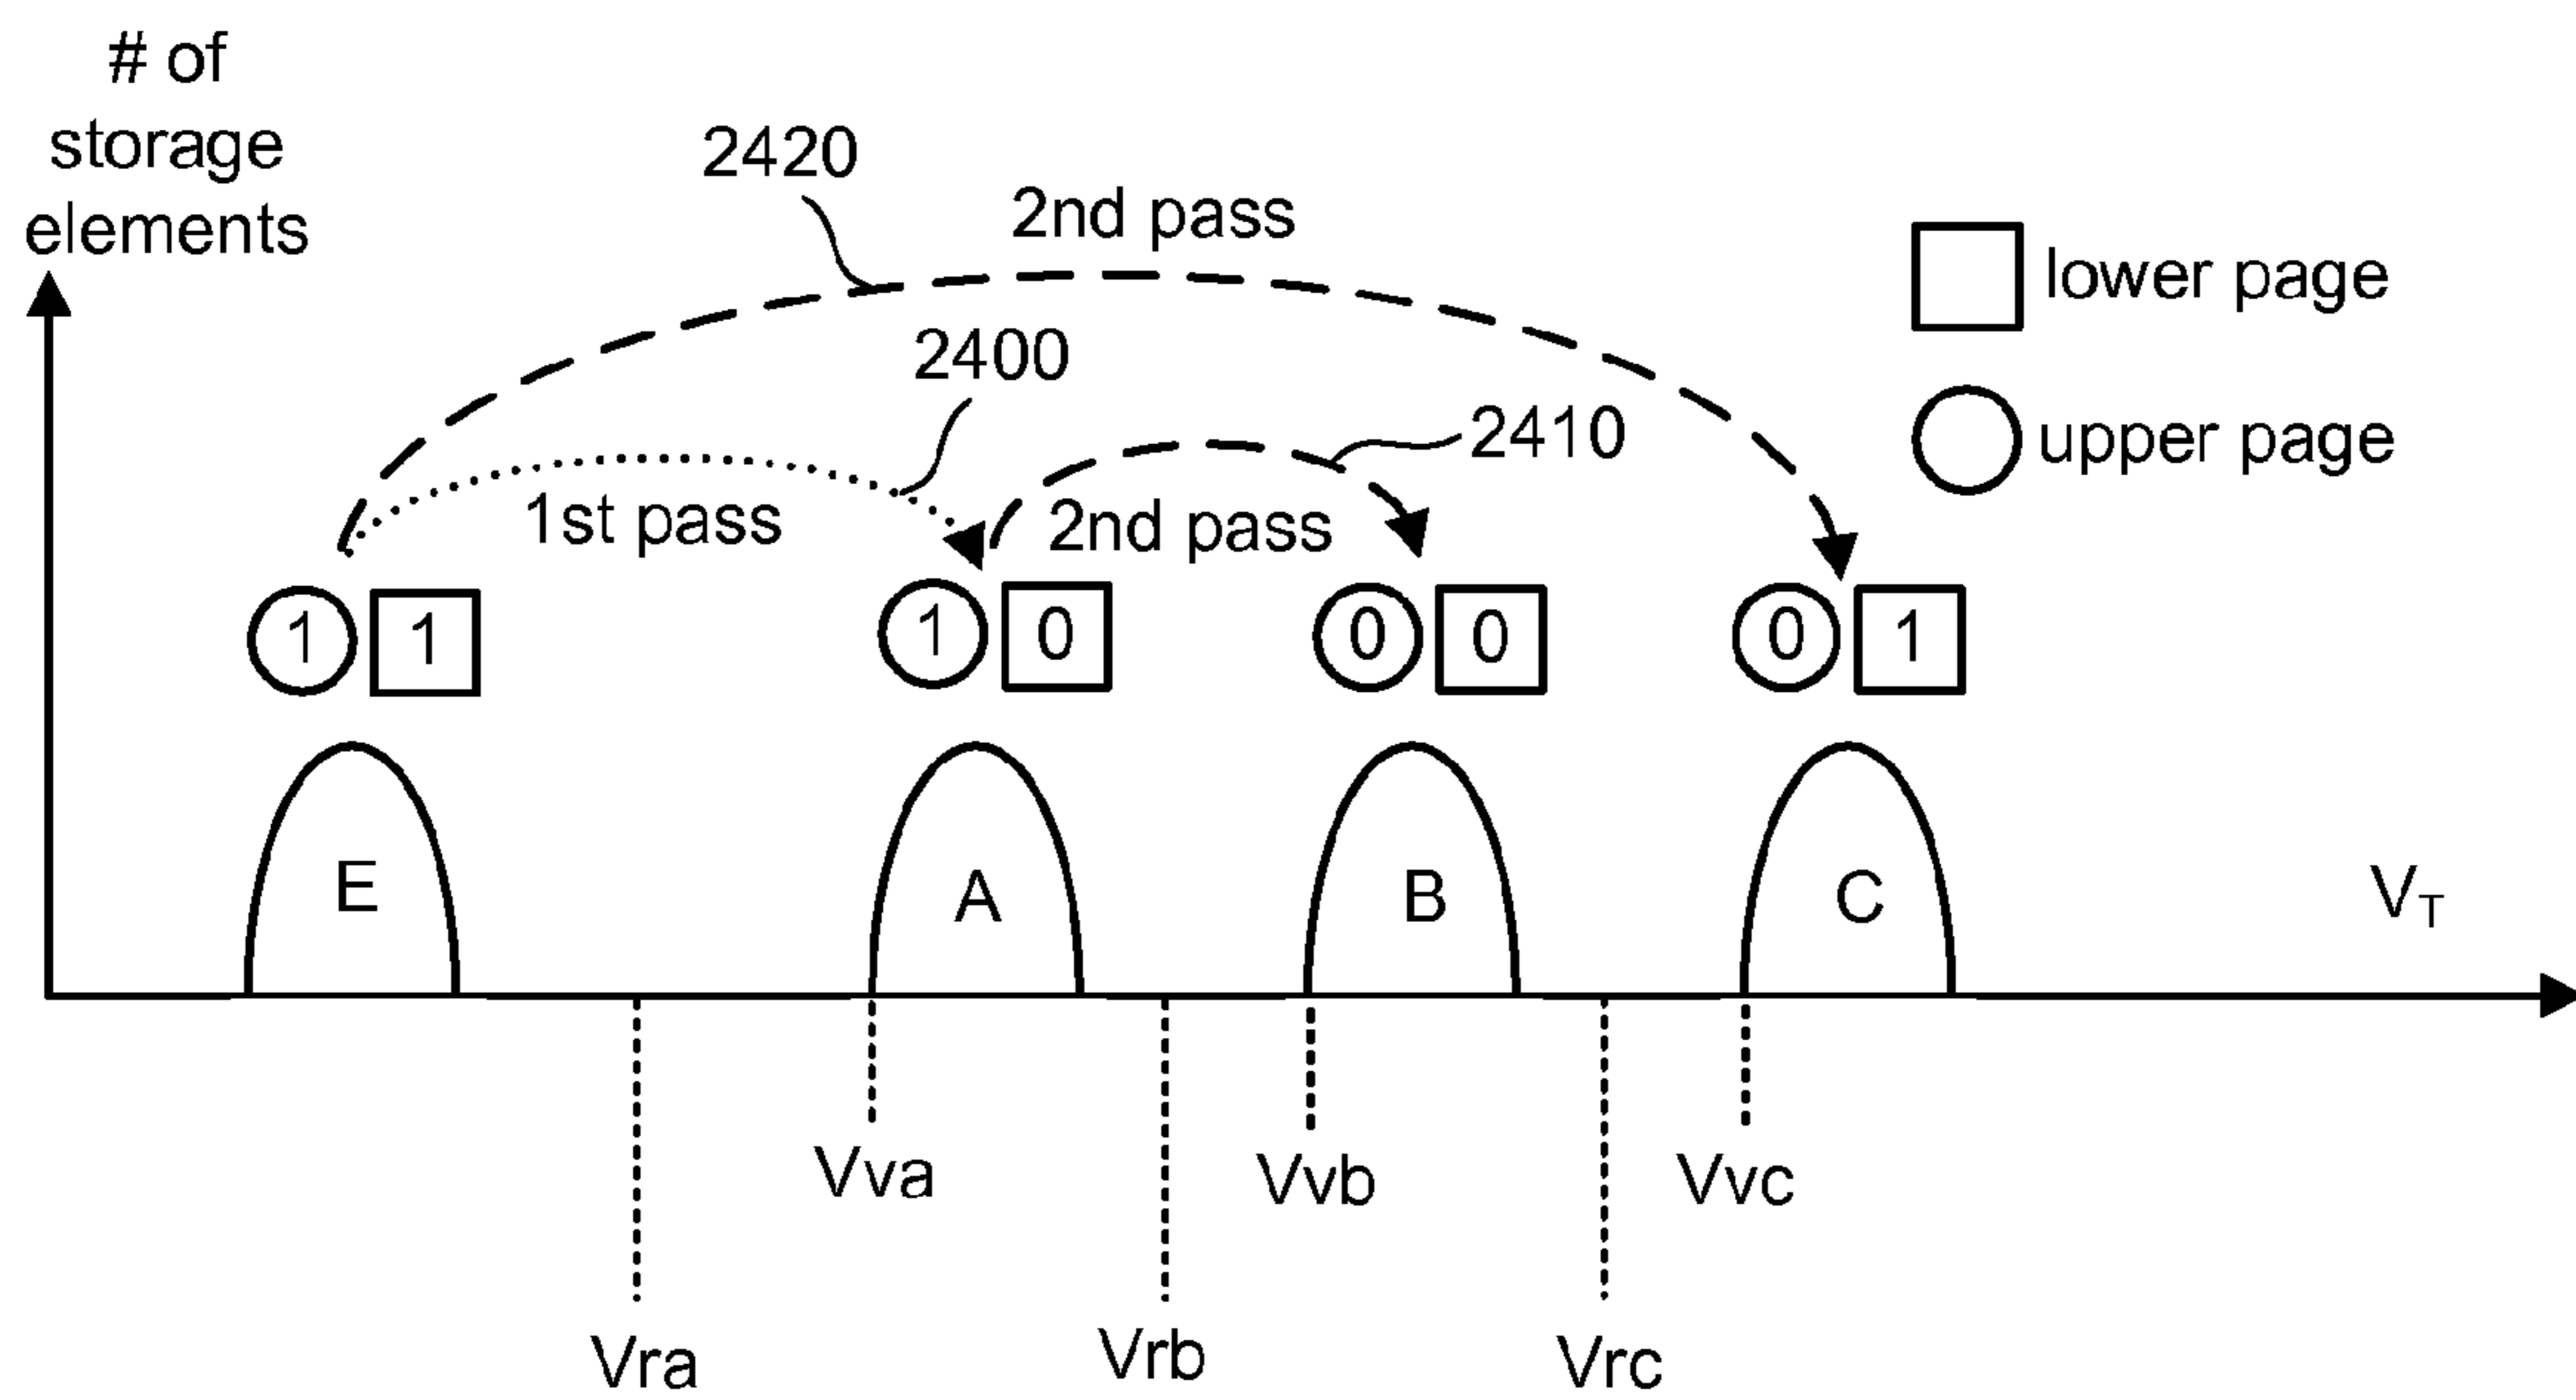 # of
storage
elements
2420
2nd pass
lower page
2400
2410
upper page
1st pass
2nd pass
1 1
1 0
0 0
0 1
E
A
B
C
VT
Vva
Vvb
Vvc
Vra
Vrb
Vrc